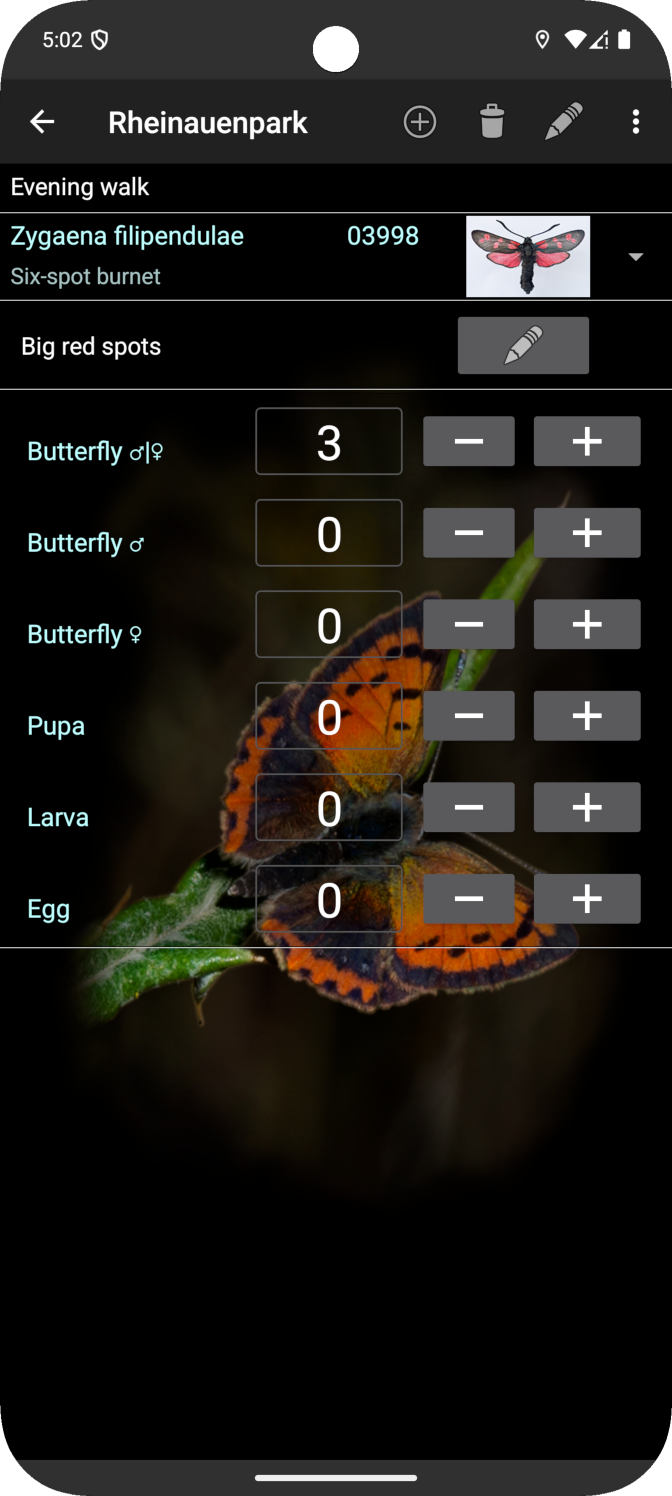 5:02
Rheinauenpark
Evening walk
Zygaena filipendulae 03998
Six-spot burnet
Big red spots
Butterfly ♂|♀ 3 − +
Butterfly ♂ 0 − +
Butterfly ♀ 0 − +
Pupa 0 − +
Larva 0 − +
Egg 0 − +